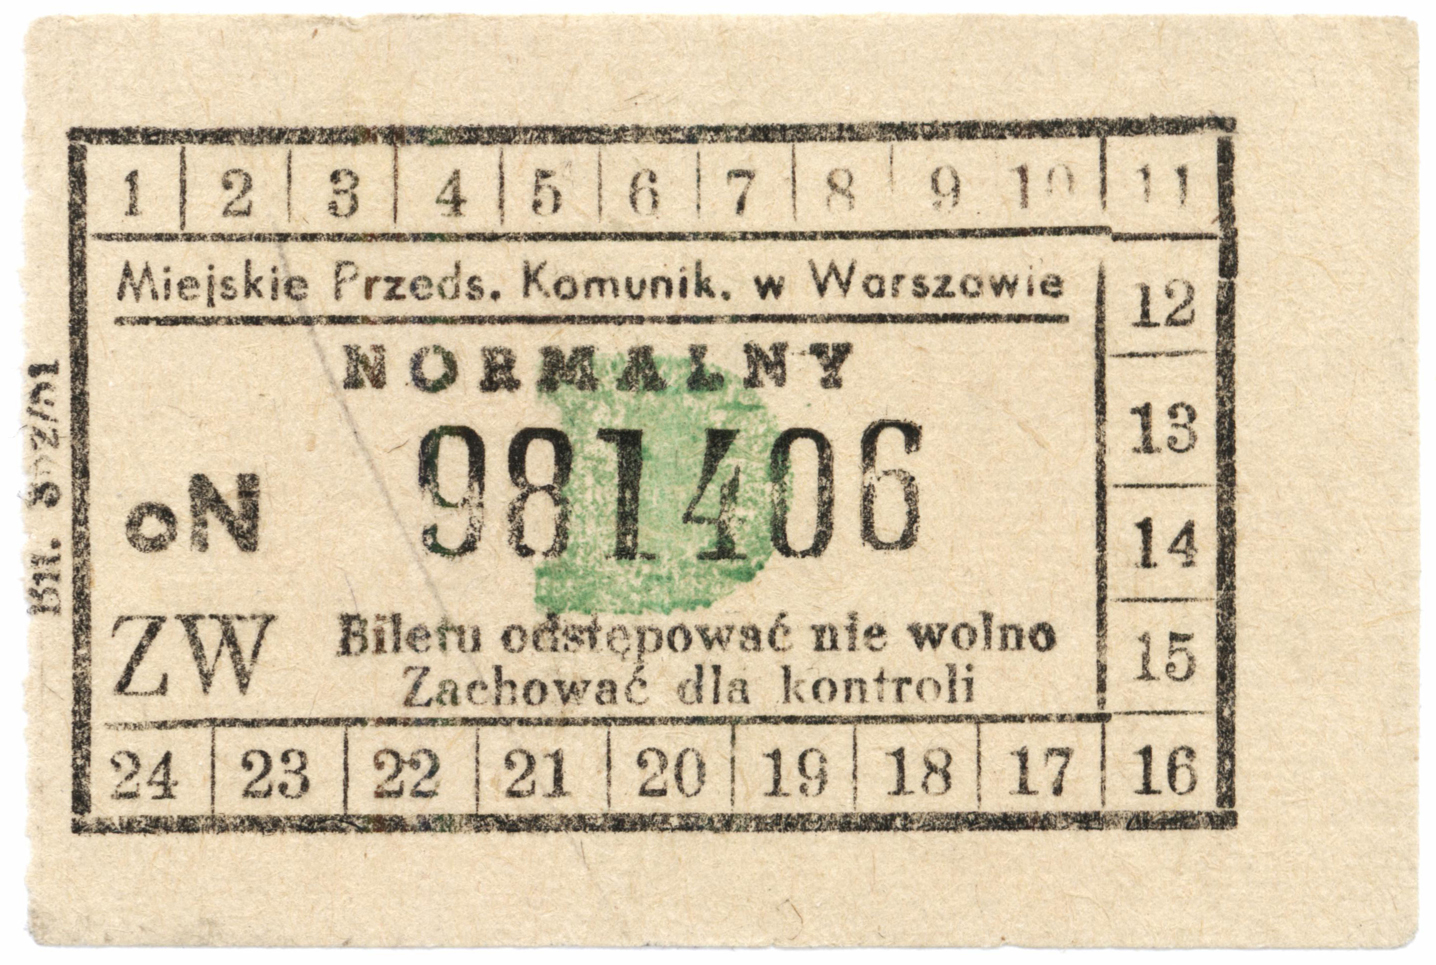 1 2 3 4 5 6 7 8 9 10 11
Miejskie Przeds. Komunik. w Warszawie
12
NORMALNY
13
981406
oN
14
ZW
Biletu odstępować nie wolno
15
Zachować dla kontroli
24 23 22 21 20 19 18 17 16